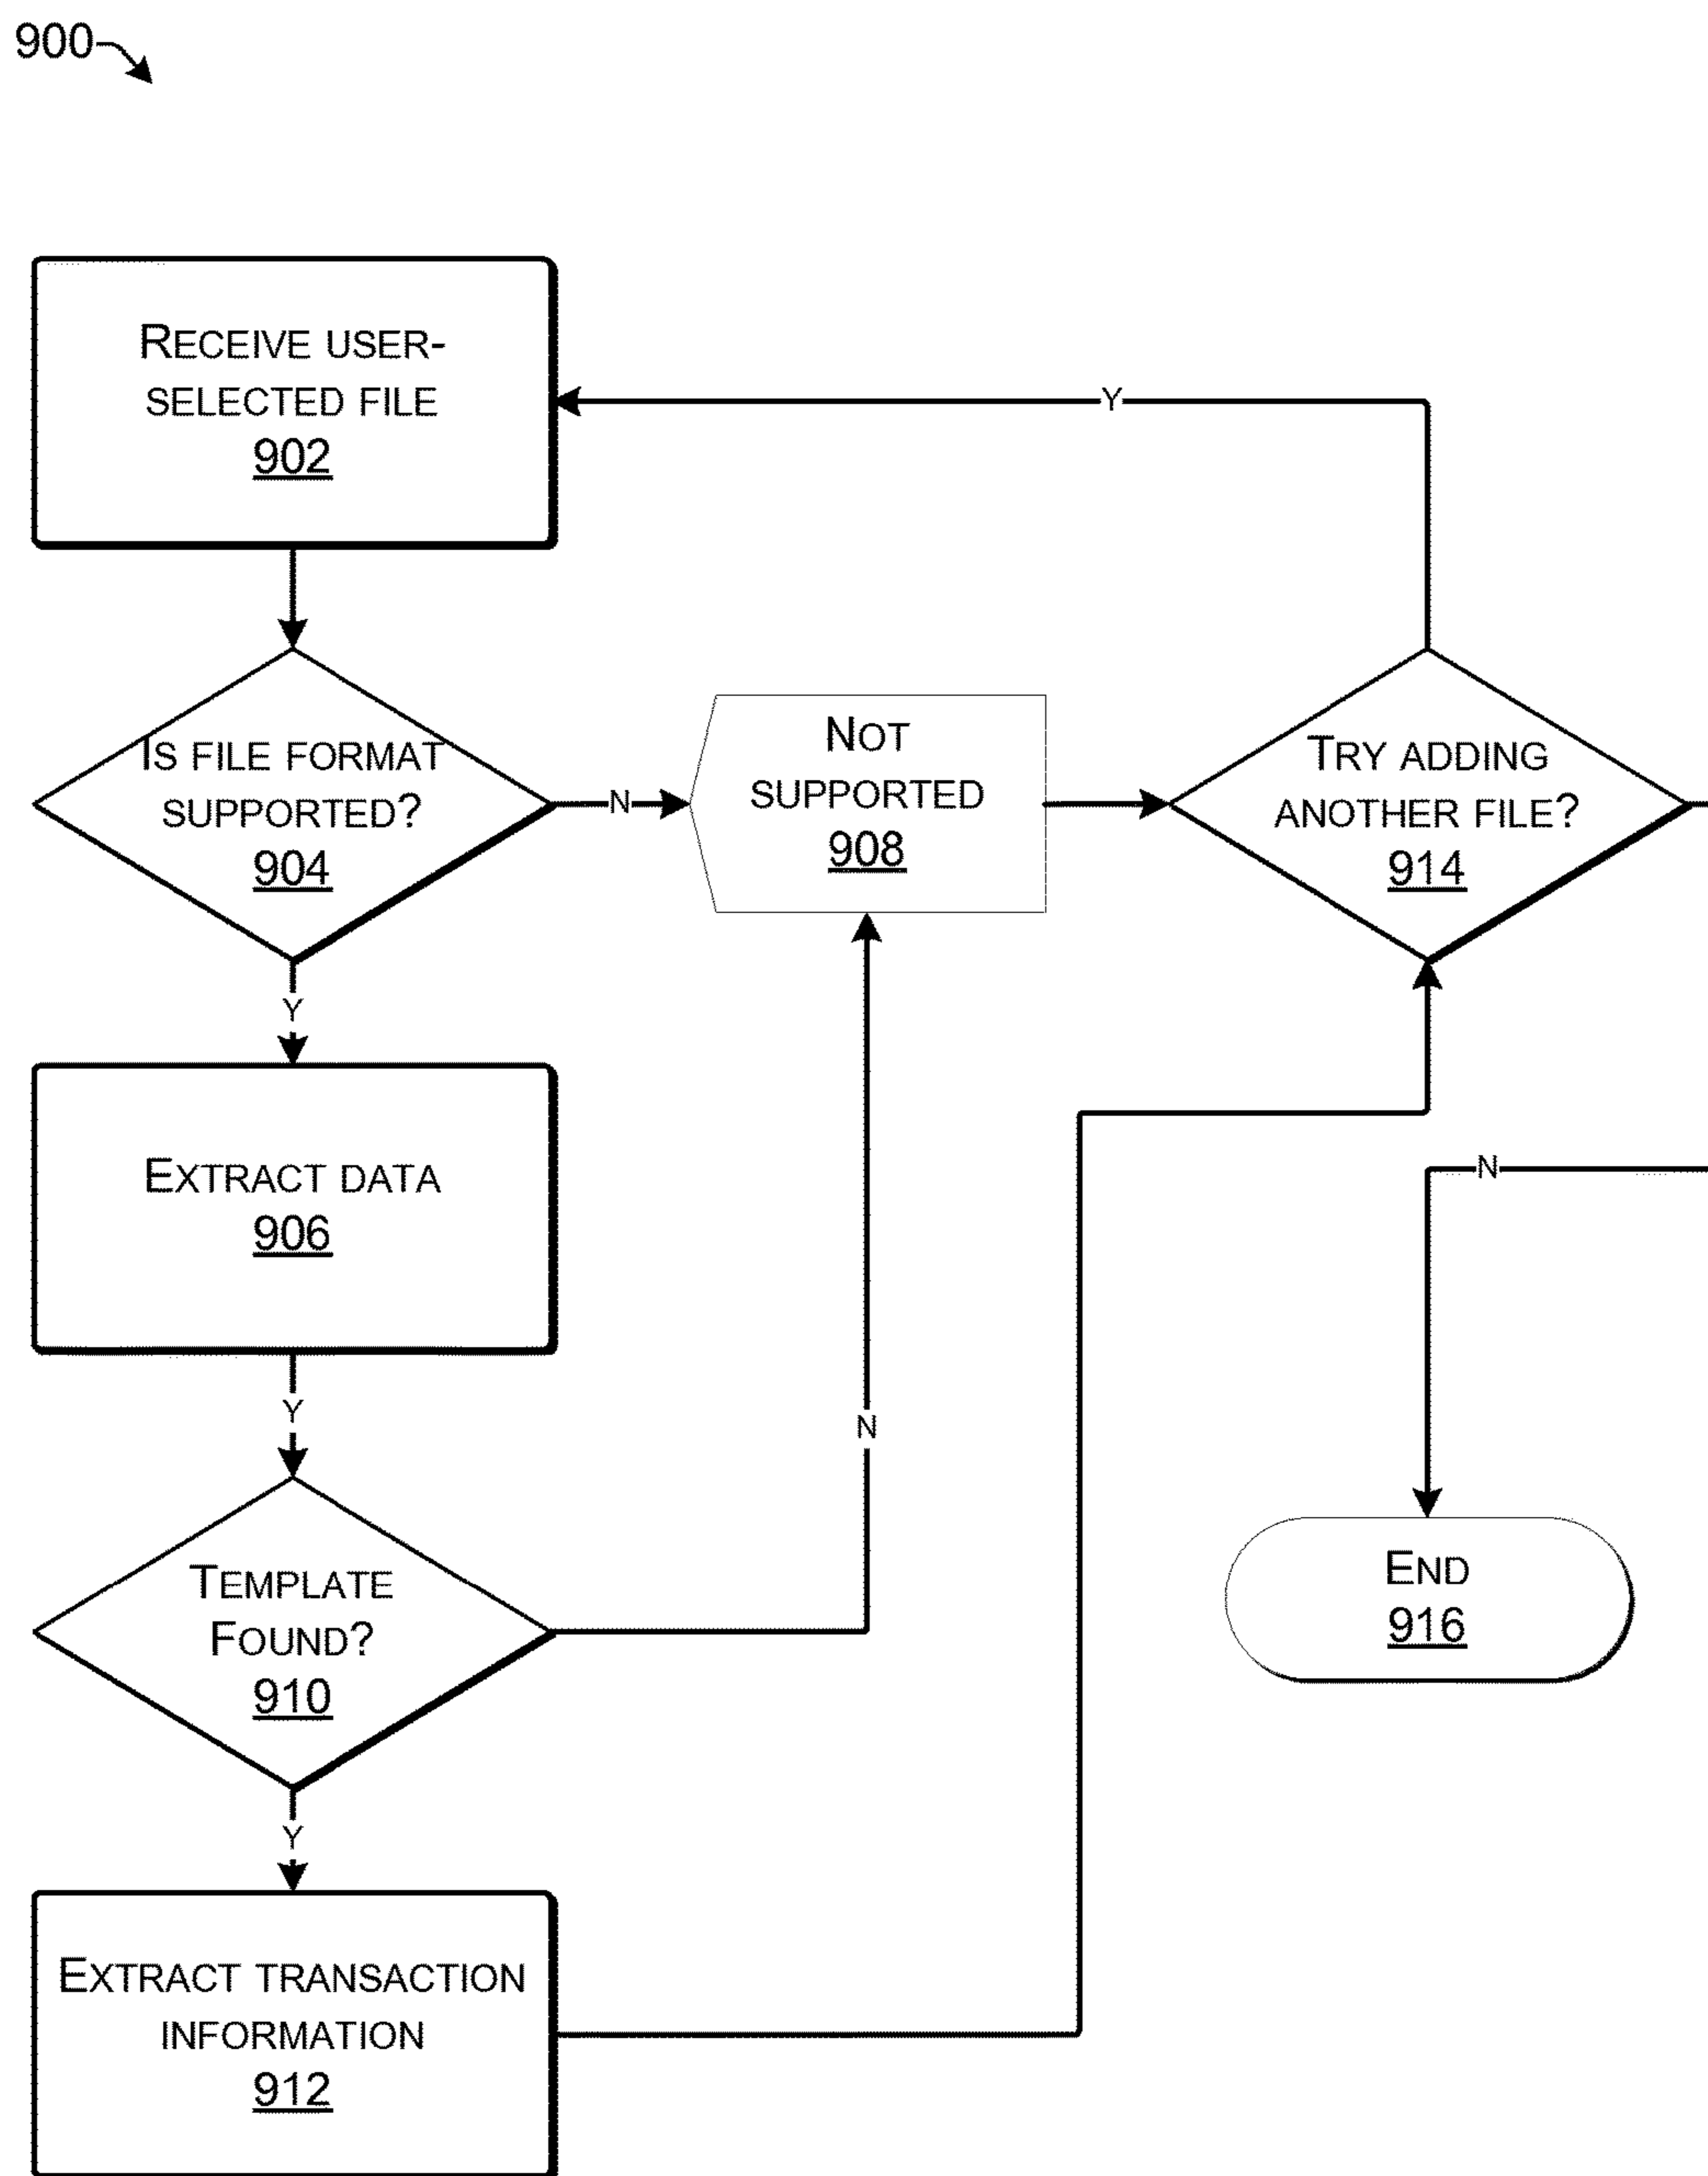 900
RECEIVE USER-
SELECTED FILE
902
Y
IS FILE FORMAT
SUPPORTED?
904
N
NOT
SUPPORTED
908
TRY ADDING
ANOTHER FILE?
914
Y
EXTRACT DATA
906
N
Y
N
TEMPLATE
FOUND?
910
END
916
Y
EXTRACT TRANSACTION
INFORMATION
912